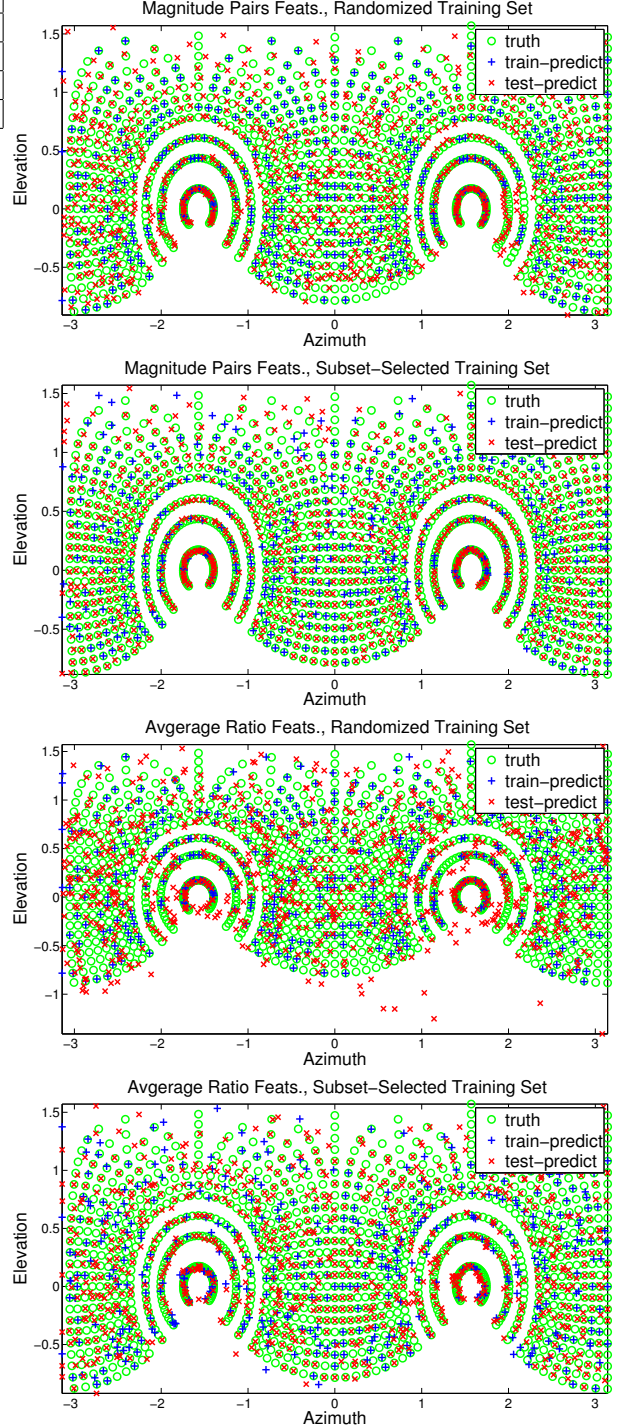 Magnitude Pairs Feats., Randomized Training Set
1.5
1
0.5
0
−0.5
Elevation
truth
train−predict
test−predict
−3 −2 −1 0 1 2 3
Azimuth
Magnitude Pairs Feats., Subset−Selected Training Set
1.5
1
0.5
0
−0.5
Elevation
truth
train−predict
test−predict
−3 −2 −1 0 1 2 3
Azimuth
Avgerage Ratio Feats., Randomized Training Set
1.5
1
0.5
0
−0.5
−1
Elevation
truth
train−predict
test−predict
−3 −2 −1 0 1 2 3
Azimuth
Avgerage Ratio Feats., Subset−Selected Training Set
1.5
1
0.5
0
−0.5
Elevation
truth
train−predict
test−predict
−3 −2 −1 0 1 2 3
Azimuth